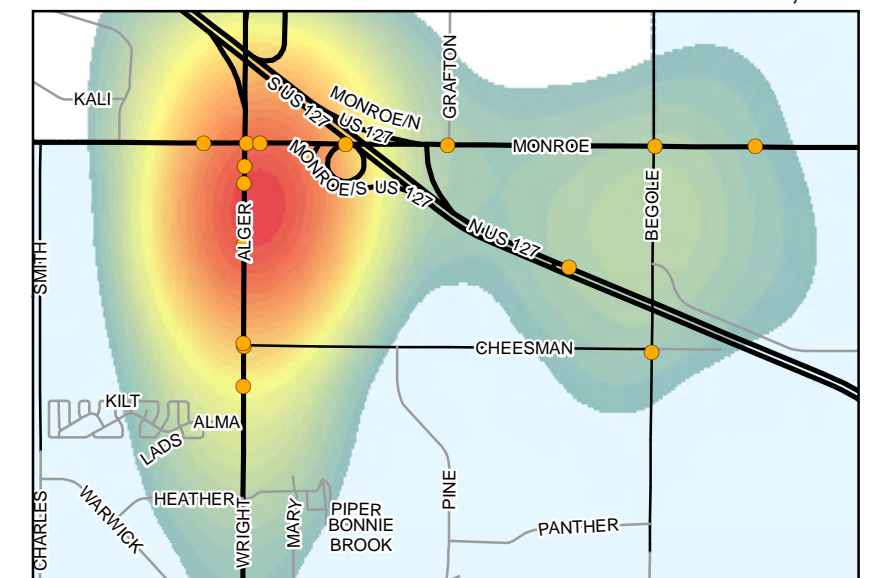 GRAFTON
KALI
S US 127
MONROE/N
US 127
MONROE
MONROE/S US 127
BEGOLE
ALGER
N US 127
SMITH
CHEESMAN
KILT
ALMA
LADS
HEATHER
WARWICK
CHARLES
WRIGHT
MARY
PIPER
BONNIE
BROOK
PINE
PANTHER